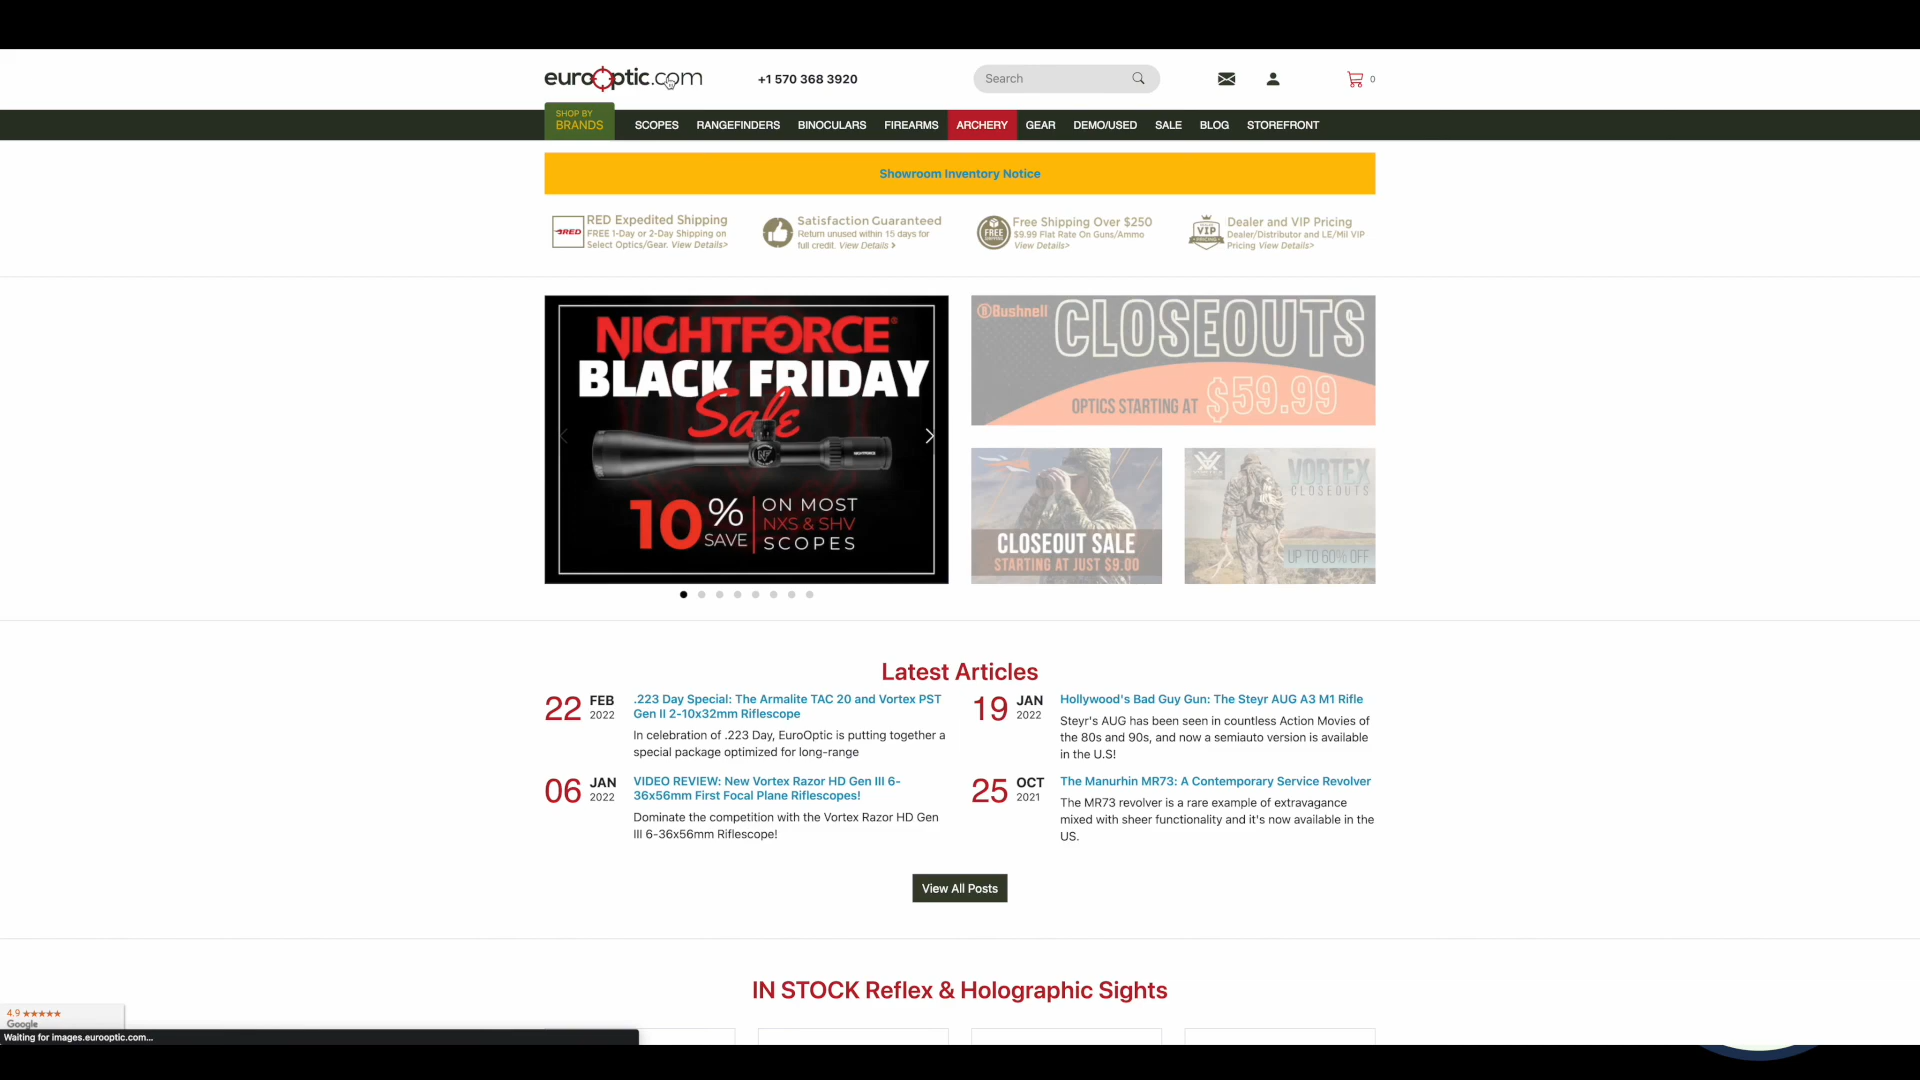 eurooptic.com
+1 570 368 3920
Search
0
SHOP BY
BRANDS
SCOPES
RANGEFINDERS
BINOCULARS
FIREARMS
ARCHERY
GEAR
DEMO/USED
SALE
BLOG
STOREFRONT
Showroom Inventory Notice
RED
RED Expedited Shipping
FREE 1-Day or 2-Day Shipping on
Select Optics/Gear. View Details>
Satisfaction Guaranteed
Return unused within 15 days for
full credit. View Details >
FREE
Free Shipping Over $250
$9.99 Flat Rate On Guns/Ammo
View Details>
VIP
Dealer and VIP Pricing
Dealer/Distributor and LE/Mil VIP
Pricing View Details>
NIGHTFORCE
BLACK FRIDAY
Sale
NIGHTFORCE
10% SAVE
ON MOST
NXS & SHV
SCOPES
Bushnell
CLOSEOUTS
OPTICS STARTING AT $59.99
CLOSEOUT SALE
STARTING AT JUST $9.00
VORTEX
CLOSEOUTS
UP TO 60% OFF
Latest Articles
22 FEB
2022
.223 Day Special: The Armalite TAC 20 and Vortex PST
Gen II 2-10x32mm Riflescope
In celebration of .223 Day, EuroOptic is putting together a
special package optimized for long-range
19 JAN
2022
Hollywood's Bad Guy Gun: The Steyr AUG A3 M1 Rifle
Steyr's AUG has been seen in countless Action Movies of
the 80s and 90s, and now a semiauto version is available
in the U.S!
06 JAN
2022
VIDEO REVIEW: New Vortex Razor HD Gen III 6-
36x56mm First Focal Plane Riflescopes!
Dominate the competition with the Vortex Razor HD Gen
III 6-36x56mm Riflescope!
25 OCT
2021
The Manurhin MR73: A Contemporary Service Revolver
The MR73 revolver is a rare example of extravagance
mixed with sheer functionality and it's now available in the
US.
View All Posts
IN STOCK Reflex & Holographic Sights
4.9 ★★★★★
Google
Waiting for images.eurooptic.com...